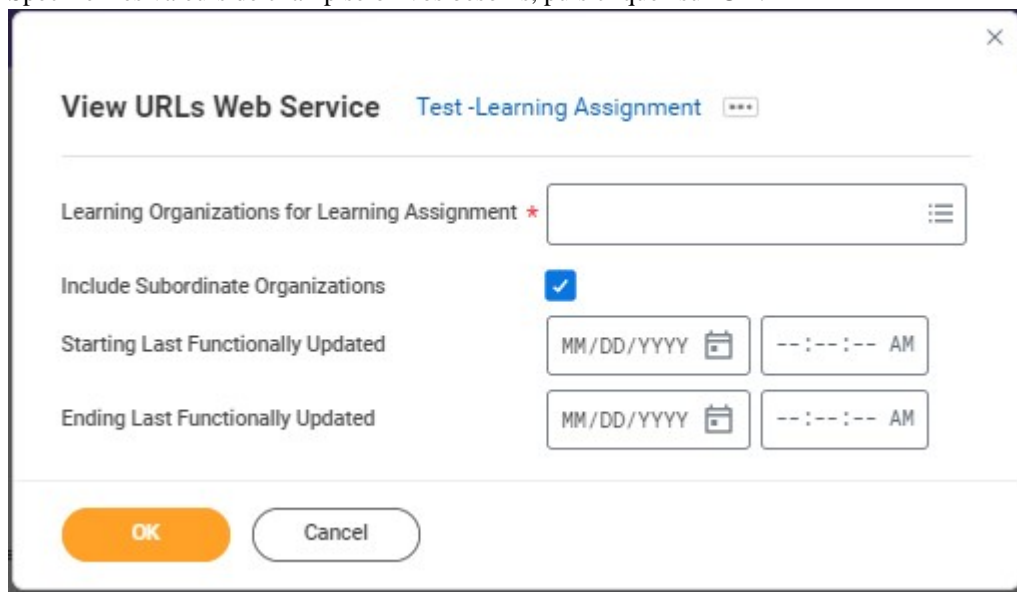 View URLs Web Service Test -Learning Assignment
Learning Organizations for Learning Assignment *
Include Subordinate Organizations
Starting Last Functionally Updated MM/DD/YYYY --:--:-- AM
Ending Last Functionally Updated MM/DD/YYYY --:--:-- AM
OK Cancel